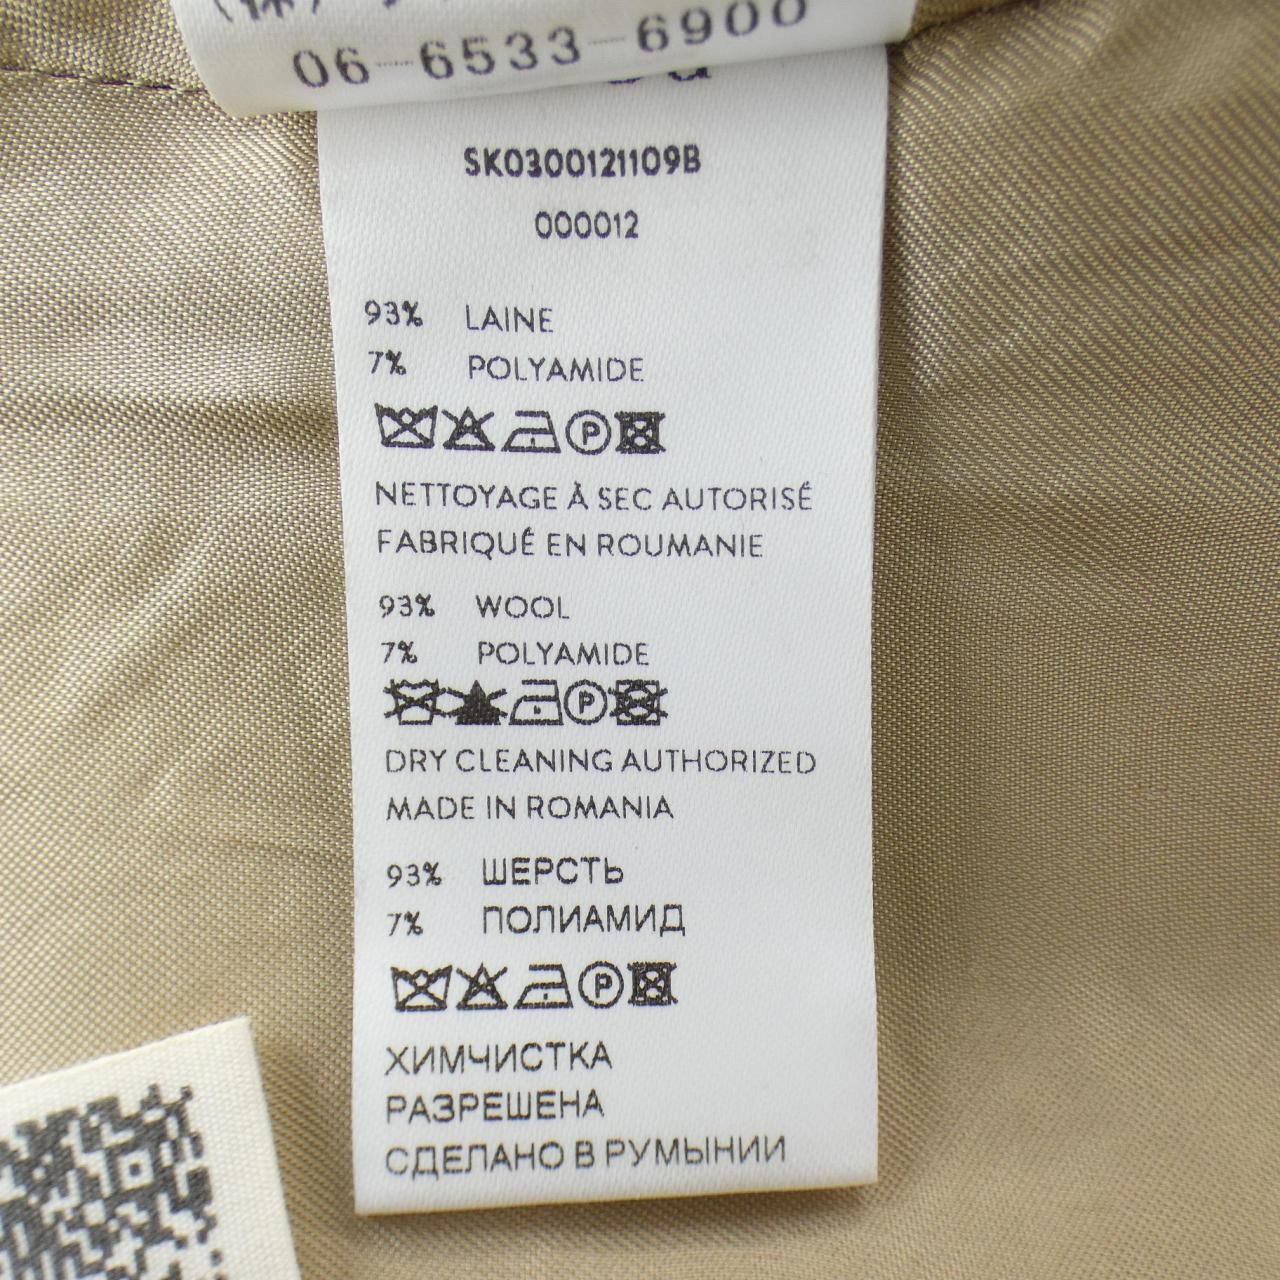 06-6533-6900
SK0300121109B
000012
93% LAINE
7% POLYAMIDE
P
NETTOYAGE À SEC AUTORISÉ
FABRIQUÉ EN ROUMANIE
93% WOOL
7% POLYAMIDE
P
DRY CLEANING AUTHORIZED
MADE IN ROMANIA
93% ШЕРСТЬ
7% ПОЛИАМИД
P
ХИМЧИСТКА
РАЗРЕШЕНА
СДЕЛАНО В РУМЫНИИ